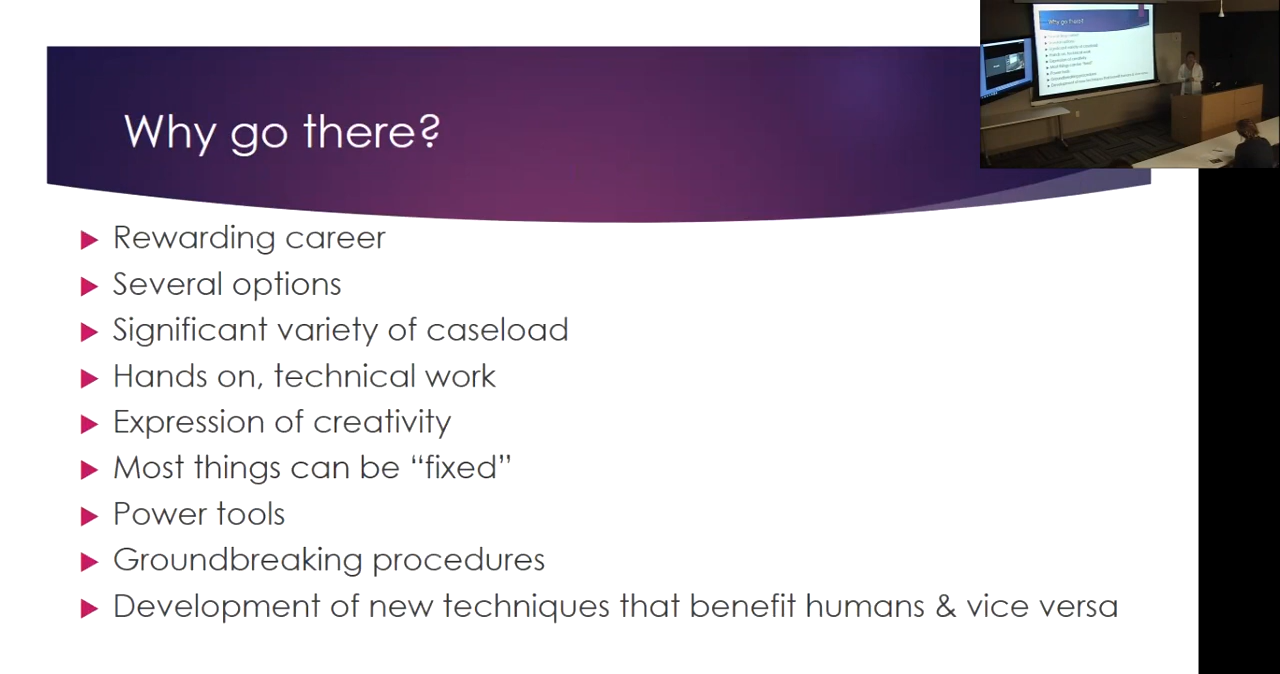 Why go there?
Rewarding career
Several options
Significant variety of caseload
Hands on, technical work
Expression of creativity
Most things can be “fixed”
Power tools
Groundbreaking procedures
Development of new techniques that benefit humans & vice versa